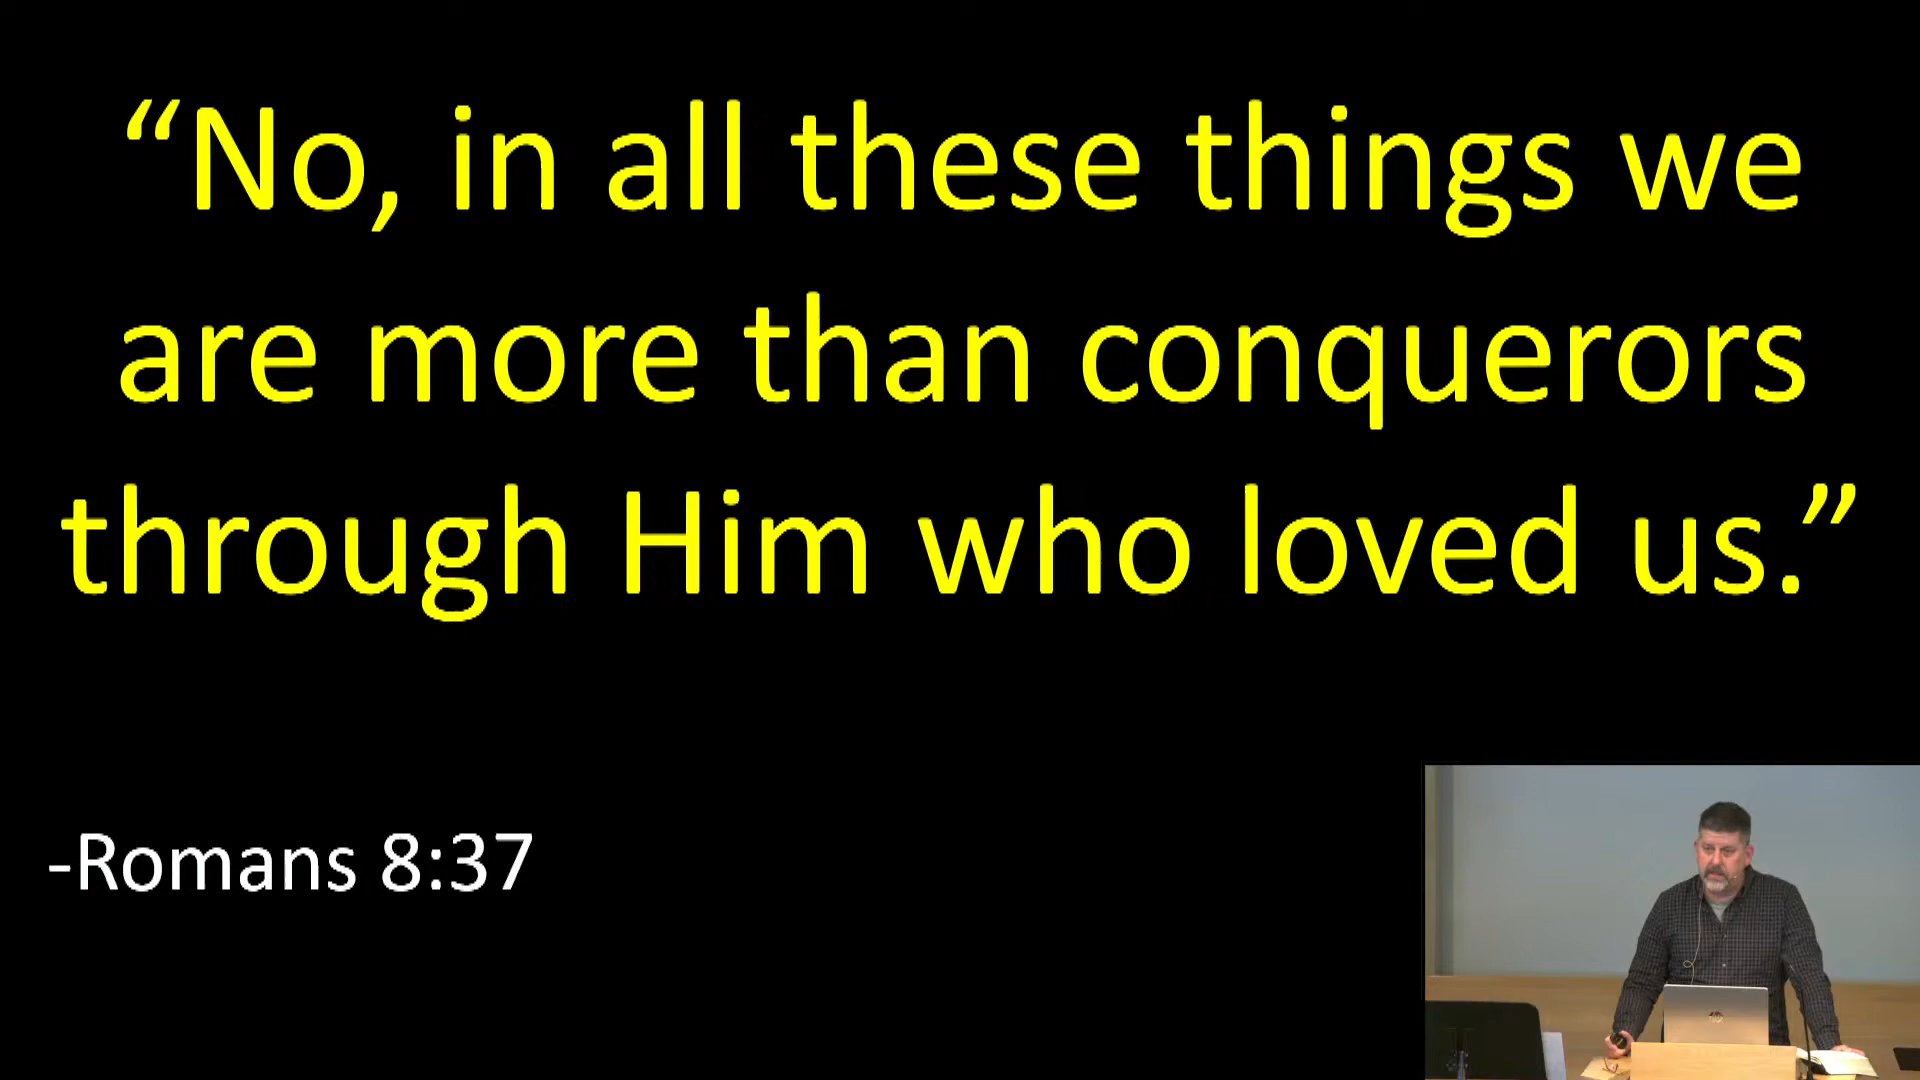 “No, in all these things we
are more than conquerors
through Him who loved us.”
-Romans 8:37